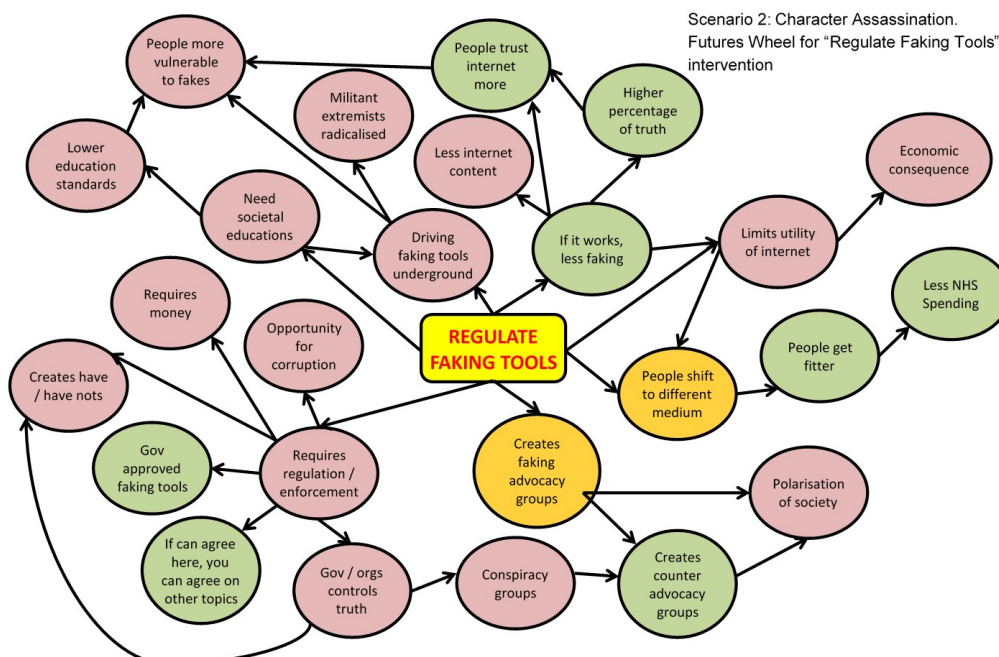 Scenario 2: Character Assassination.
Futures Wheel for “Regulate Faking Tools”
intervention
People more
vulnerable
to fakes
People trust
internet
more
Higher
percentage
of truth
Militant
extremists
radicalised
Less internet
content
Economic
consequence
Lower
education
standards
Need
societal
educations
Driving
faking tools
underground
If it works,
less faking
Limits utility
of internet
Less NHS
Spending
Requires
money
Opportunity
for
corruption
REGULATE
FAKING TOOLS
People get
fitter
People shift
to different
medium
Creates have
/ have nots
Gov
approved
faking tools
Requires
regulation /
enforcement
Creates
faking
advocacy
groups
Polarisation
of society
If can agree
here, you
can agree on
other topics
Gov / orgs
controls
truth
Conspiracy
groups
Creates
counter
advocacy
groups